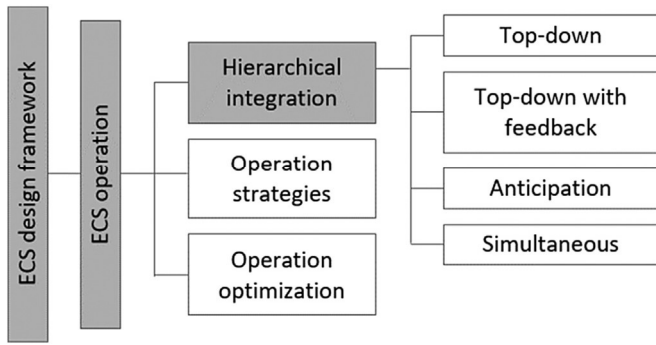 ECS design framework
ECS operation
Hierarchical
integration
Operation
strategies
Operation
optimization
Top-down
Top-down with
feedback
Anticipation
Simultaneous